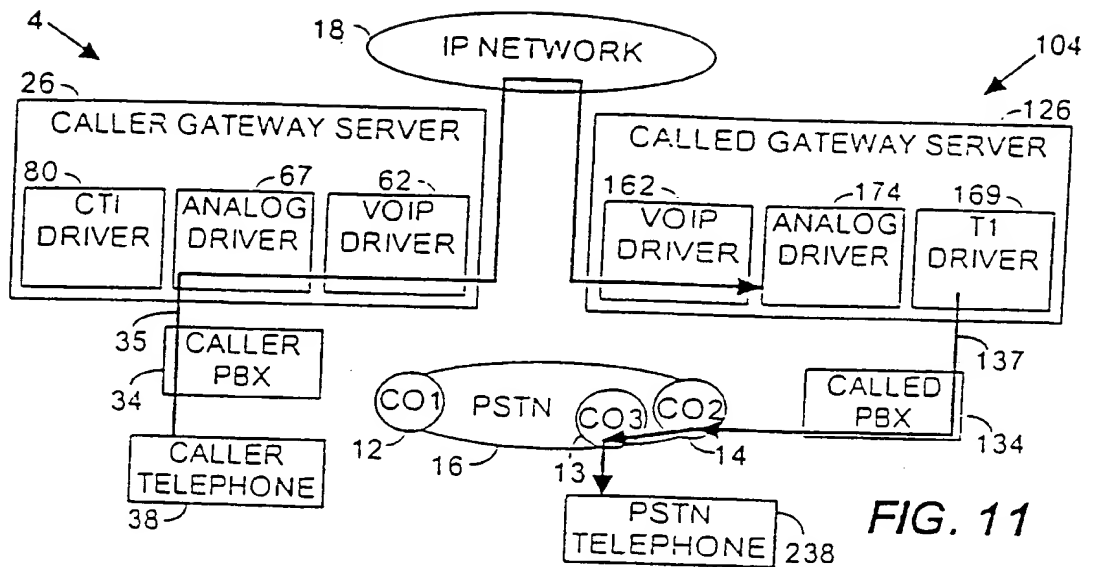 4
18
IP NETWORK
104
26
126
CALLER GATEWAY SERVER
CALLED GATEWAY SERVER
80
67
62
162
174
169
CTI
DRIVER
ANALOG
DRIVER
VOIP
DRIVER
VOIP
DRIVER
ANALOG
DRIVER
T1
DRIVER
35
137
CALLER
PBX
34
CO1
PSTN
CO3
CO2
CALLED
PBX
12
16
13
14
134
CALLER
TELEPHONE
38
PSTN
TELEPHONE
238
FIG. 11